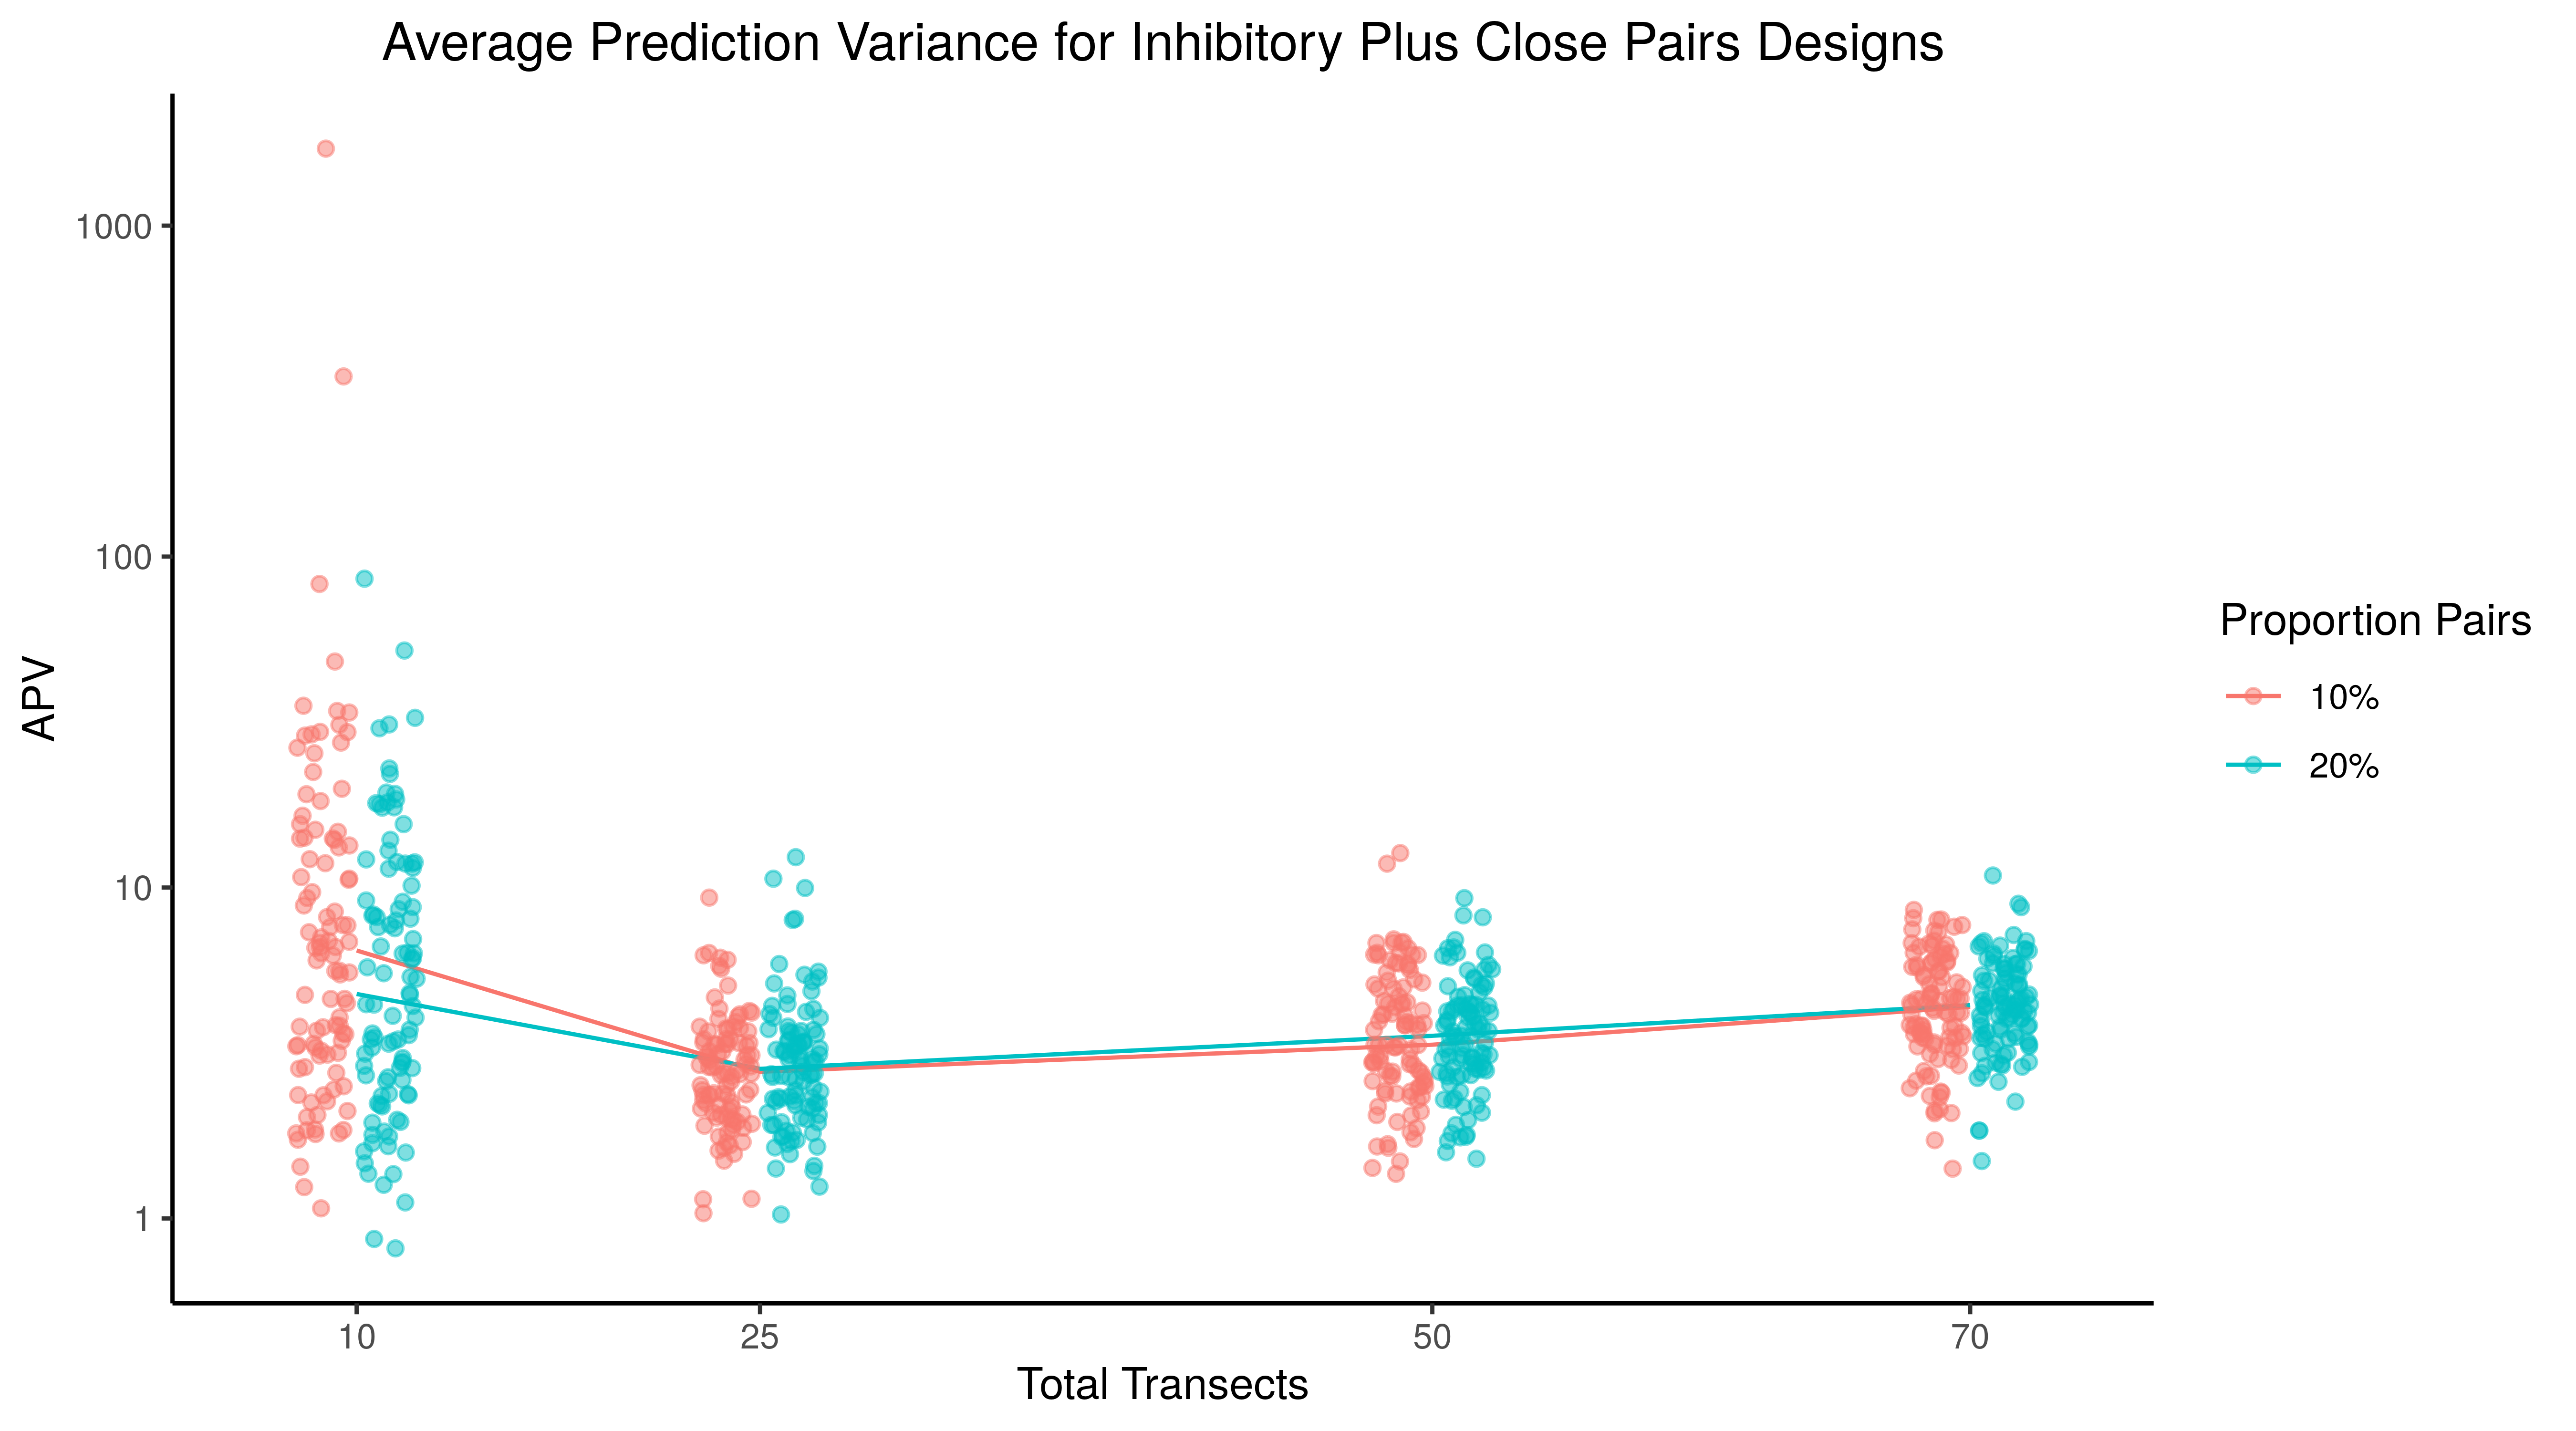 Average Prediction Variance for Inhibitory Plus Close Pairs Designs
APV
1000
100
10
1
10
25
50
70
Total Transects
Proportion Pairs
10%
20%